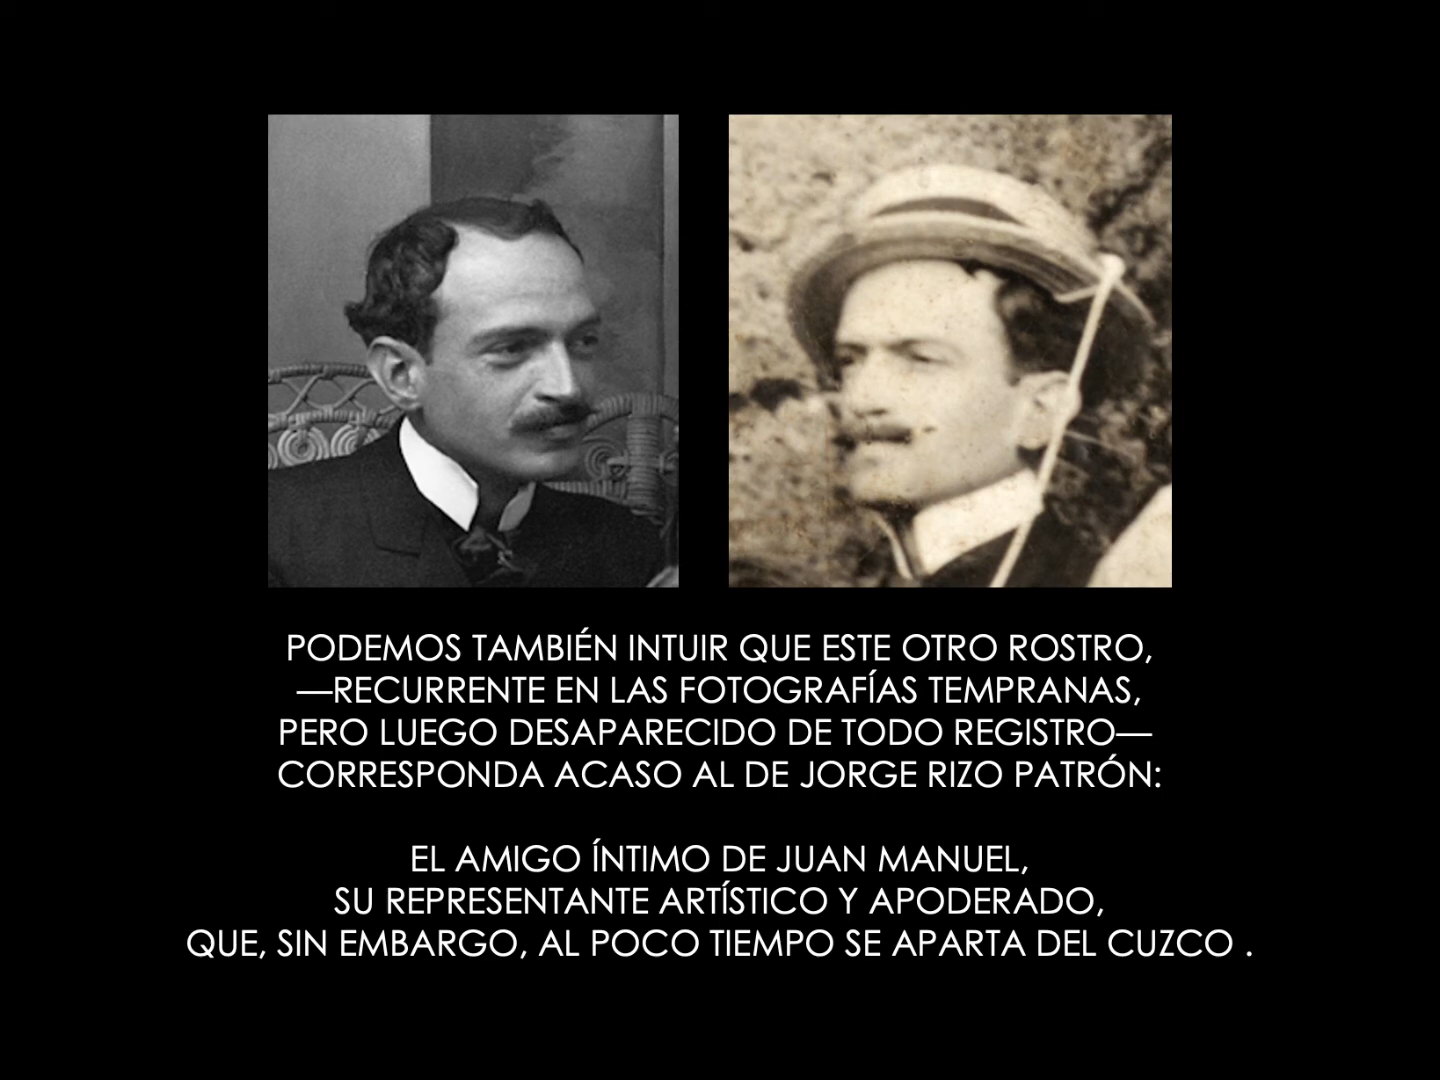 PODEMOS TAMBIÉN INTUIR QUE ESTE OTRO ROSTRO,
—RECURRENTE EN LAS FOTOGRAFÍAS TEMPRANAS,
PERO LUEGO DESAPARECIDO DE TODO REGISTRO—
CORRESPONDA ACASO AL DE JORGE RIZO PATRÓN:
EL AMIGO ÍNTIMO DE JUAN MANUEL,
SU REPRESENTANTE ARTÍSTICO Y APODERADO,
QUE, SIN EMBARGO, AL POCO TIEMPO SE APARTA DEL CUZCO .